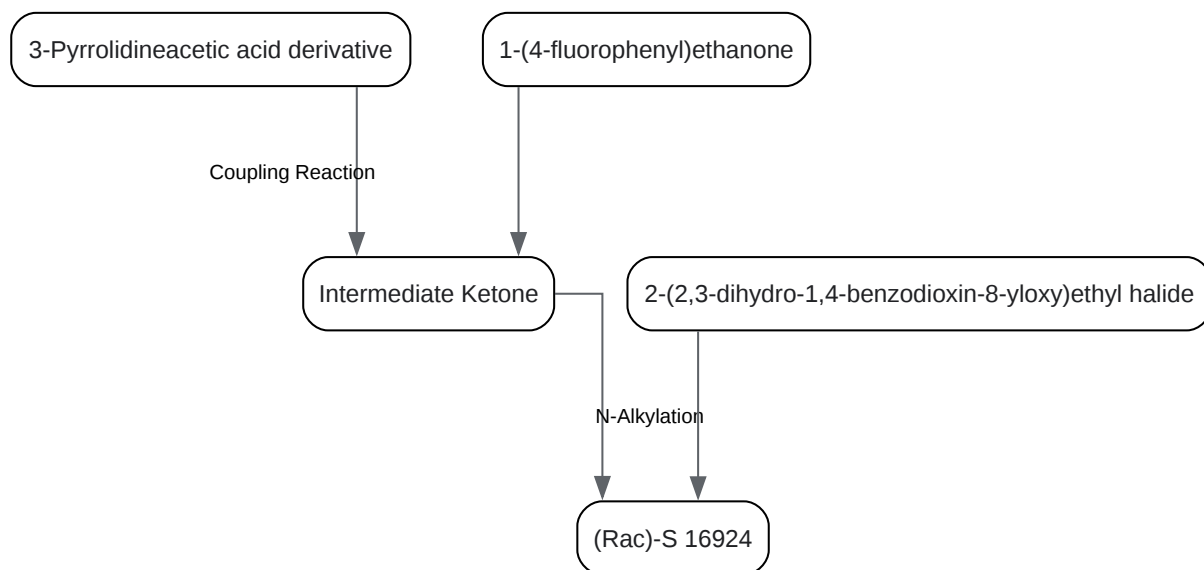 3-Pyrrolidineacetic acid derivative
1-(4-fluorophenyl)ethanone
Coupling Reaction
Intermediate Ketone
2-(2,3-dihydro-1,4-benzodioxin-8-yloxy)ethyl halide
N-Alkylation
(Rac)-S 16924